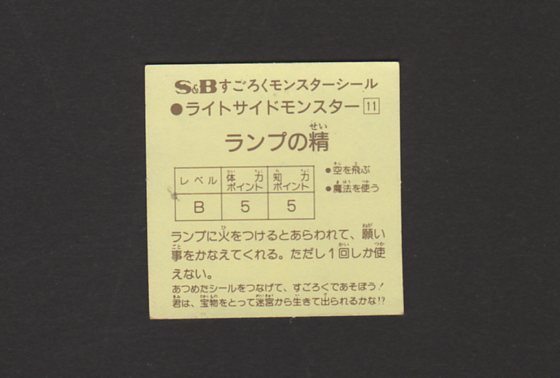 S&Bすごろくモンスターシール
●ライトサイドモンスター 11
ランプの精
レベル 体力ポイント 知力ポイント
B 5 5
●空を飛ぶ
●魔法を使う
ランプに火をつけるとあらわれて、願い
事をかなえてくれる。ただし1回しか使
えない。
あつめたシールをつなげて、すごろくであそぼう!
君は、宝物をとって迷宮から生きて出られるかな!?